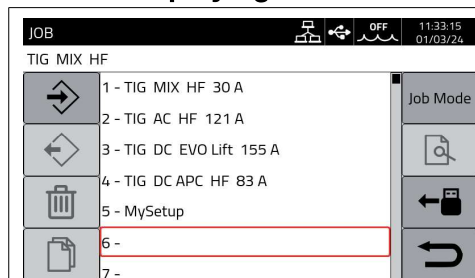 JOB
OFF
11:33:15
01/03/24
TIG MIX HF
1 - TIG MIX HF 30 A
2 - TIG AC HF 121 A
3 - TIG DC EVO Lift 155 A
4 - TIG DC APC HF 83 A
5 - MySetup
6 -
7 -
Job Mode